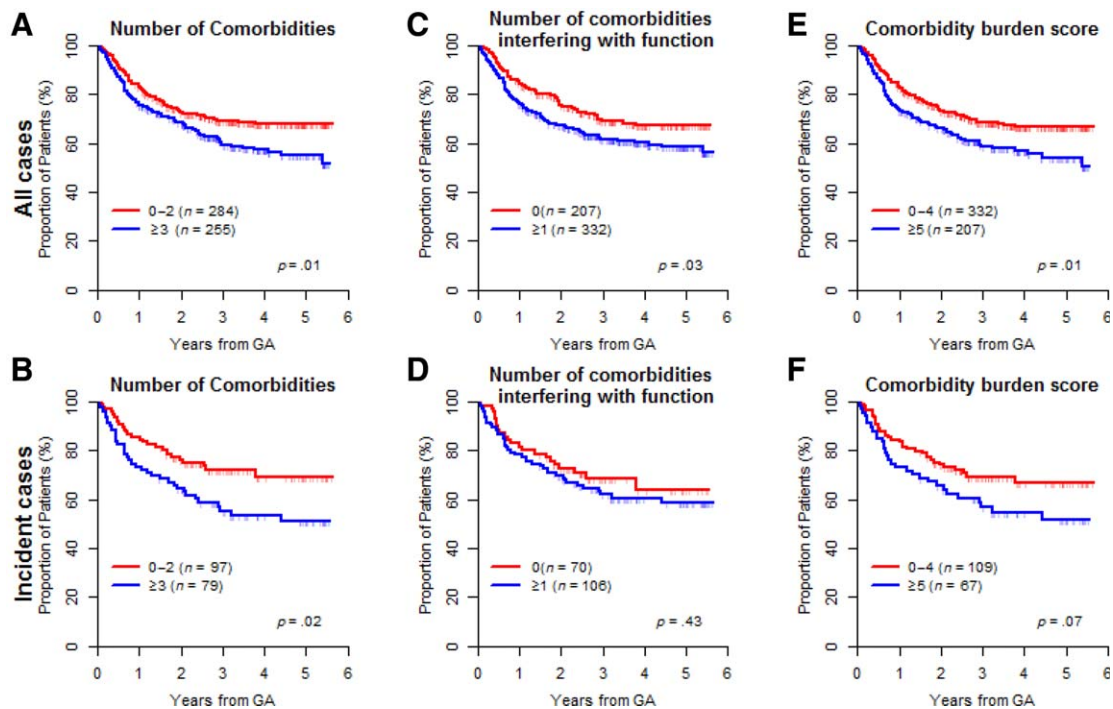 A
Number of Comorbidities
All cases
Proportion of Patients (%)
100
80
60
40
20
0
0−2 (n = 284)
≥3 (n = 255)
p = .01
0 1 2 3 4 5 6
Years from GA
C
Number of comorbidities
interfering with function
Proportion of Patients (%)
100
80
60
40
20
0
0(n = 207)
≥1 (n = 332)
p = .03
0 1 2 3 4 5 6
Years from GA
E
Comorbidity burden score
Proportion of Patients (%)
100
80
60
40
20
0
0−4 (n = 332)
≥5 (n = 207)
p = .01
0 1 2 3 4 5 6
Years from GA
B
Number of Comorbidities
Incident cases
Proportion of Patients (%)
100
80
60
40
20
0
0−2 (n = 97)
≥3 (n = 79)
p = .02
0 1 2 3 4 5 6
Years from GA
D
Number of comorbidities
interfering with function
Proportion of Patients (%)
100
80
60
40
20
0
0(n = 70)
≥1 (n = 106)
p = .43
0 1 2 3 4 5 6
Years from GA
F
Comorbidity burden score
Proportion of Patients (%)
100
80
60
40
20
0
0−4 (n = 109)
≥5 (n = 67)
p = .07
0 1 2 3 4 5 6
Years from GA